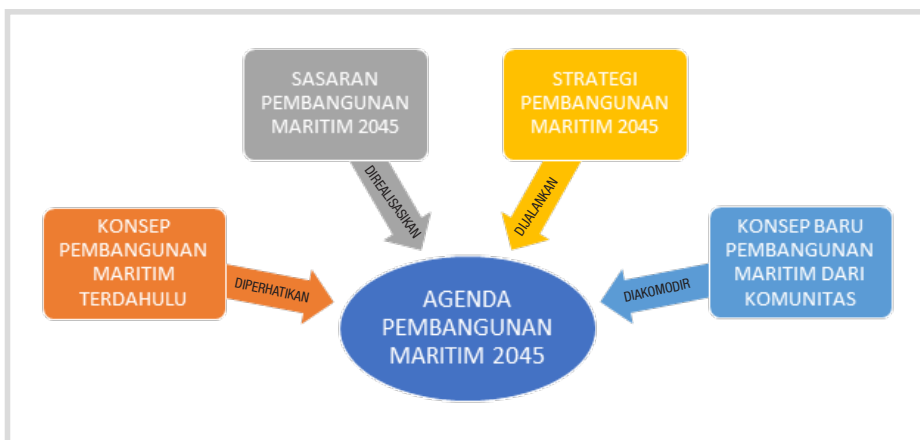 SASARAN
PEMBANGUNAN
MARITIM 2045
STRATEGI
PEMBANGUNAN
MARITIM 2045
DIREALISASIKAN
DIJALANKAN
KONSEP
PEMBANGUNAN
MARITIM
TERDAHULU
DIPERHATIKAN
AGENDA
PEMBANGUNAN
MARITIM 2045
DIAKOMODIR
KONSEP BARU
PEMBANGUNAN
MARITIM DARI
KOMUNITAS